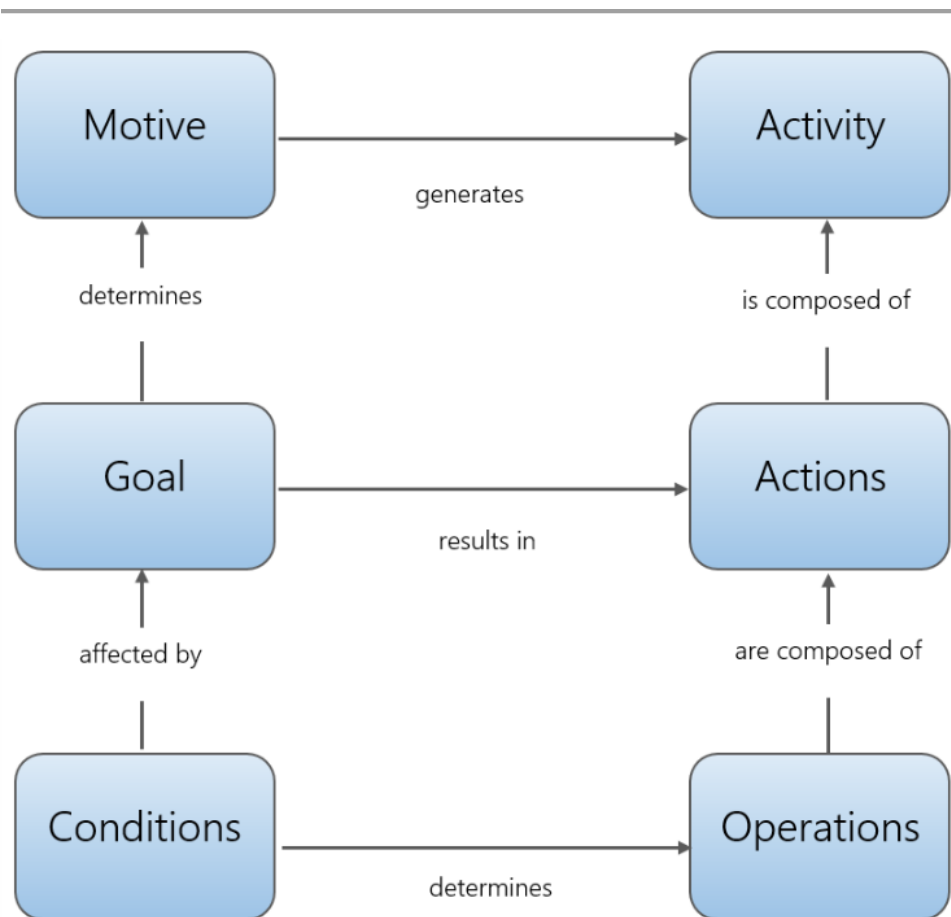 Motive
Activity
generates
determines
is composed of
Goal
Actions
results in
affected by
are composed of
Conditions
Operations
determines